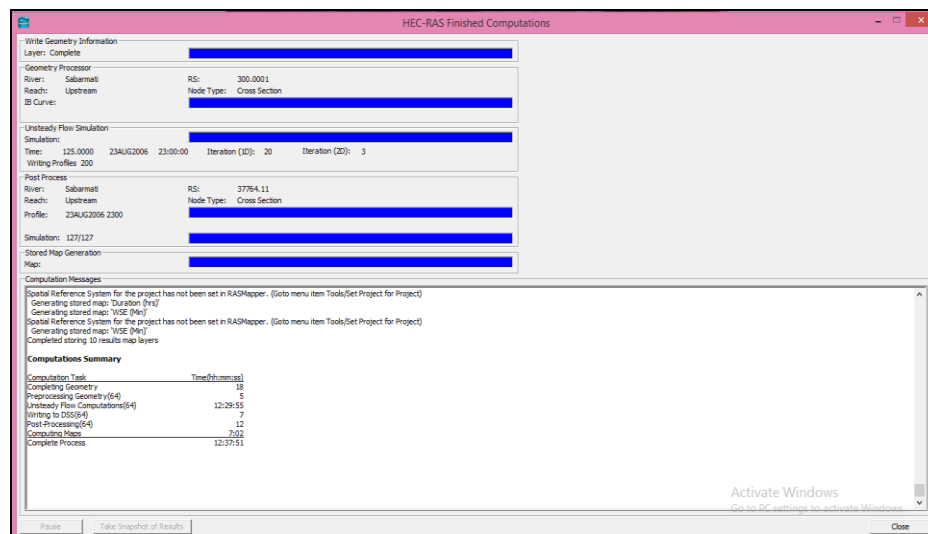 HEC-RAS Finished Computations
Write Geometry Information
Layer: Complete
Geometry Processor
River: Sabarmati RS: 300.0001
Reach: Upstream Node Type: Cross Section
IB Curve:
Unsteady Flow Simulation
Simulation:
Time: 125.0000 23AUG2006 23:00:00 Iteration (1D): 20 Iteration (2D): 3
Writing Profiles 200
Post Process
River: Sabarmati RS: 37764.11
Reach: Upstream Node Type: Cross Section
Profile: 23AUG2006 2300
Simulation: 127/127
Stored Map Generation
Map:
Computation Messages
Spatial Reference System for the project has not been set in RASMapper. (Goto menu item Tools/Set Project for Project)
Generating stored map: 'Duration (hrs)'
Generating stored map: 'WSE (Min)'
Spatial Reference System for the project has not been set in RASMapper. (Goto menu item Tools/Set Project for Project)
Generating stored map: 'WSE (Min)'
Completed storing 10 results map layers
Computations Summary
Computation Task Time(hh:mm:ss)
Completing Geometry 18
Preprocessing Geometry(64) 5
Unsteady Flow Computations(64) 12:29:55
Writing to DSS(64) 7
Post-Processing(64) 12
Computing Maps 7:02
Complete Process 12:37:51
Activate Windows
Go to PC settings to activate Windows.
Pause Take Snapshot of Results Close